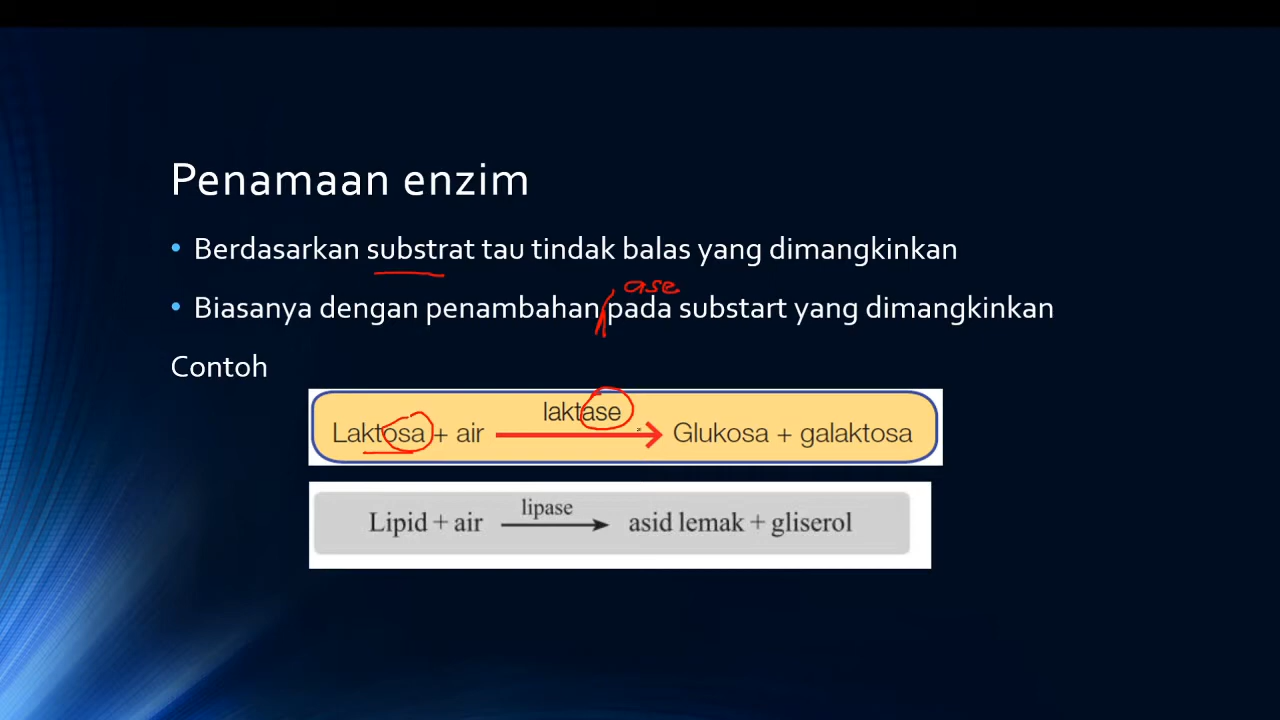 Penamaan enzim
• Berdasarkan substrat tau tindak balas yang dimangkinkan
ase
• Biasanya dengan penambahan pada substart yang dimangkinkan
Contoh
laktase
Laktosa + air → Glukosa + galaktosa
lipase
Lipid + air → asid lemak + gliserol